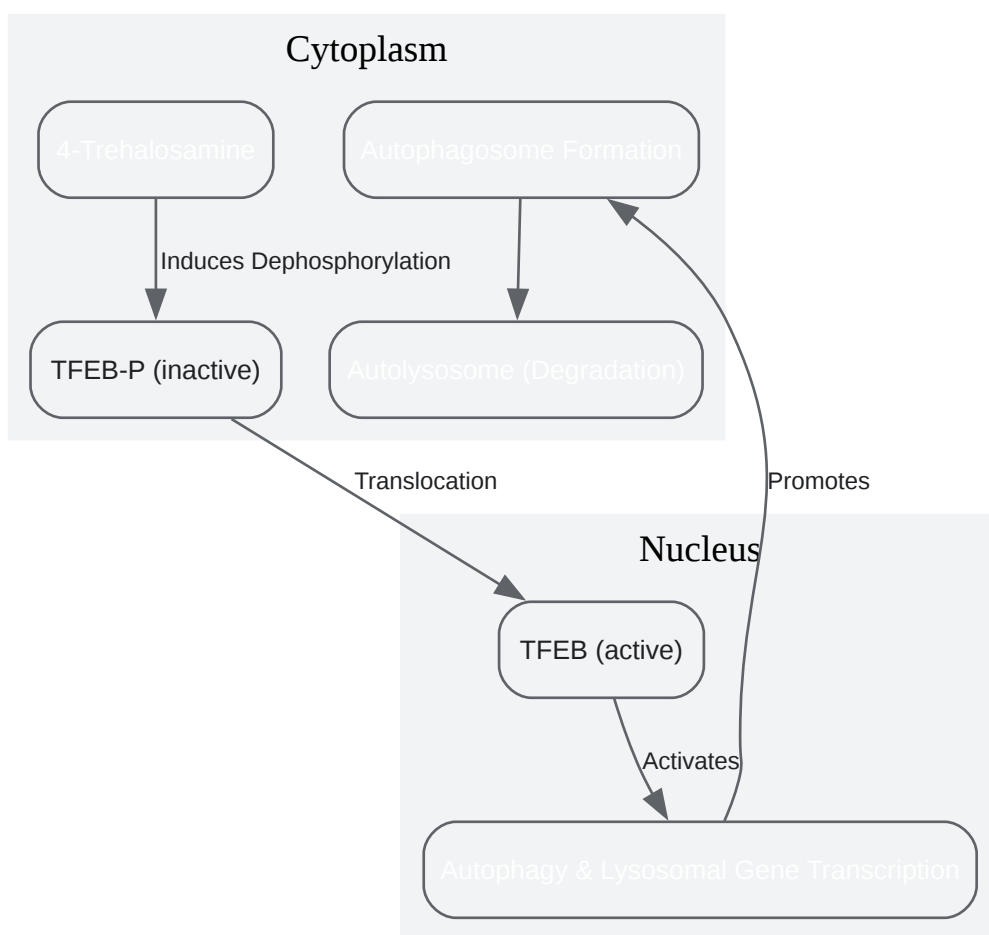 Cytoplasm
4-Trehalosamine
Autophagosome Formation
Induces Dephosphorylation
TFEB-P (inactive)
Autolysosome (Degradation)
Translocation
Promotes
Nucleus
TFEB (active)
Activates
Autophagy & Lysosomal Gene Transcription